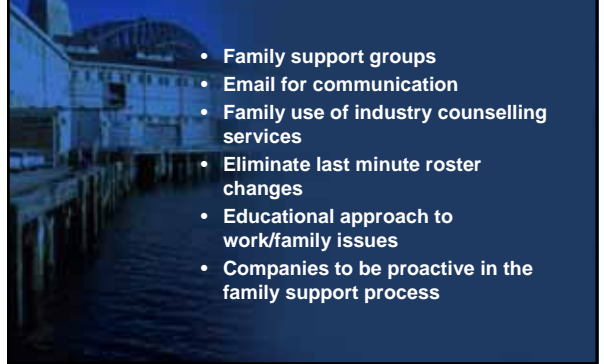 • Family support groups
• Email for communication
• Family use of industry counselling
services
• Eliminate last minute roster
changes
• Educational approach to
work/family issues
• Companies to be proactive in the
family support process